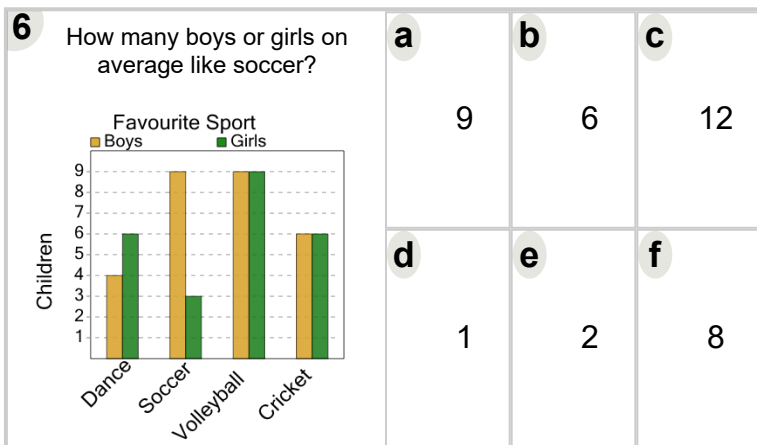 6
How many boys or girls on
average like soccer?
Favourite Sport
Boys Girls
Children
9
8
7
6
5
4
3
2
1
Dance Soccer Volleyball Cricket
a
9
b
6
c
12
d
1
e
2
f
8